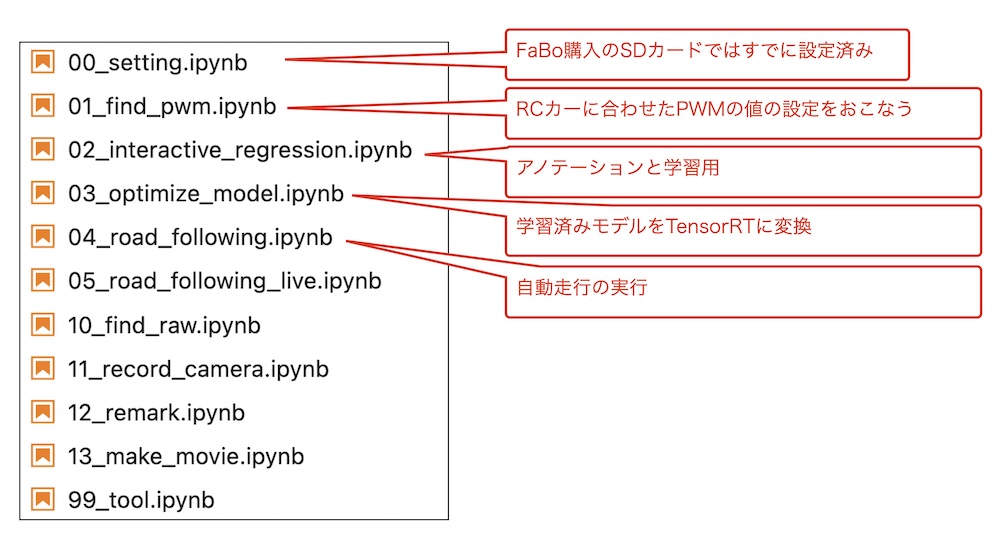 00_setting.ipynb
FaBo購入のSDカードではすでに設定済み
01_find_pwm.ipynb
RCカーに合わせたPWMの値の設定をおこなう
02_interactive_regression.ipynb
アノテーションと学習用
03_optimize_model.ipynb
学習済みモデルをTensorRTに変換
04_road_following.ipynb
自動走行の実行
05_road_following_live.ipynb
10_find_raw.ipynb
11_record_camera.ipynb
12_remark.ipynb
13_make_movie.ipynb
99_tool.ipynb